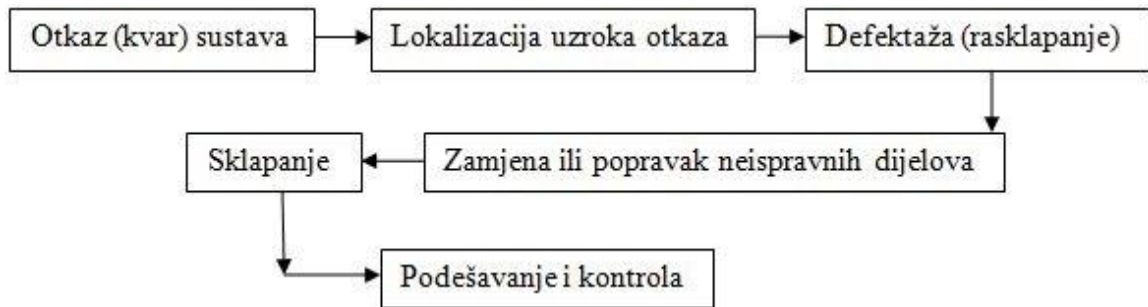 Otkaz (kvar) sustava
Lokalizacija uzroka otkaza
Defektaža (rasklapanje)
Zamjena ili popravak neispravnih dijelova
Sklapanje
Podešavanje i kontrola